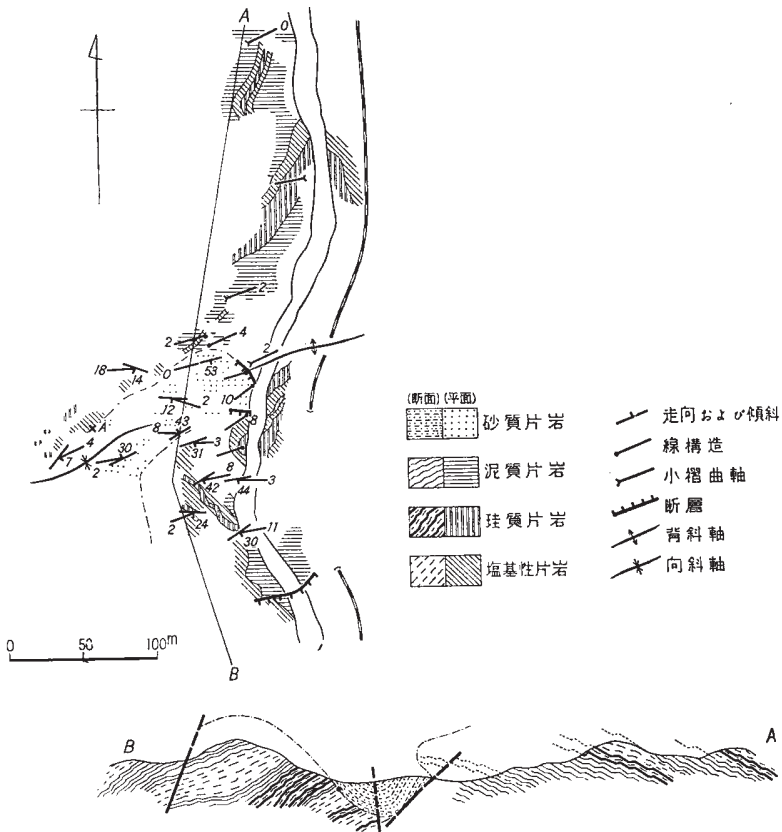 A
0
7
2
2
4
2
0
53
18
14
10
12
2
8
A
43
8
3
31
4
7
30
2
8
42
44
3
2
24
11
30
0 50 100m
B
(断面)(平面)
砂質片岩
泥質片岩
珪質片岩
塩基性片岩
走向および傾斜
線構造
小褶曲軸
断層
背斜軸
向斜軸
B A